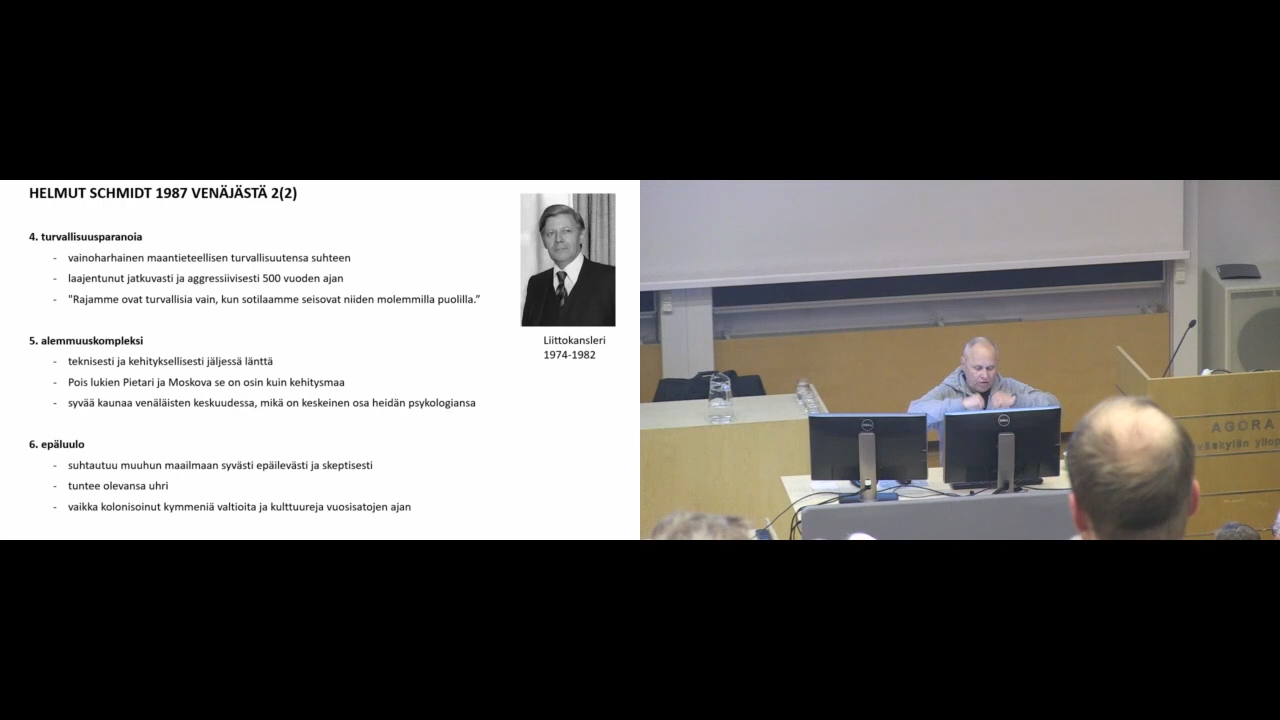 HELMUT SCHMIDT 1987 VENÄJÄSTÄ 2(2)
4. turvallisuusparanoia
- vainoharhainen maantieteellisen turvallisuutensa suhteen
- laajentunut jatkuvasti ja aggressiivisesti 500 vuoden ajan
- "Rajamme ovat turvallisia vain, kun sotilaamme seisovat niiden molemmilla puolilla.”
Liittokansleri
1974-1982
5. alemmuuskompleksi
- teknisesti ja kehityksellisesti jäljessä länttä
- Pois lukien Pietari ja Moskova se on osin kuin kehitysmaa
- syvää kaunaa venäläisten keskuudessa, mikä on keskeinen osa heidän psykologiansa
6. epäluulo
- suhtautuu muuhun maailmaan syvästi epäilevästi ja skeptisesti
- tuntee olevansa uhri
- vaikka kolonisoinut kymmeniä valtioita ja kulttuureja vuosisatojen ajan
AGORA
DELL
DELL